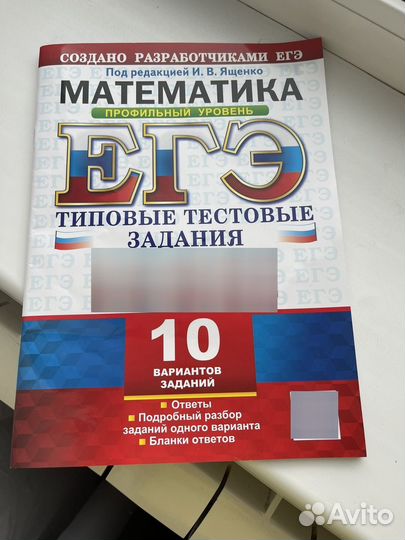 СОЗДАНО РАЗРАБОТЧИКАМИ ЕГЭ
Под редакцией И. В. Ященко
МАТЕМАТИКА
ПРОФИЛЬНЫЙ УРОВЕНЬ
ЕГЭ
ТИПОВЫЕ ТЕСТОВЫЕ
ЗАДАНИЯ
10
ВАРИАНТОВ
ЗАДАНИЙ
Ответы
Подробный разбор
заданий одного варианта
Бланки ответов
Avito